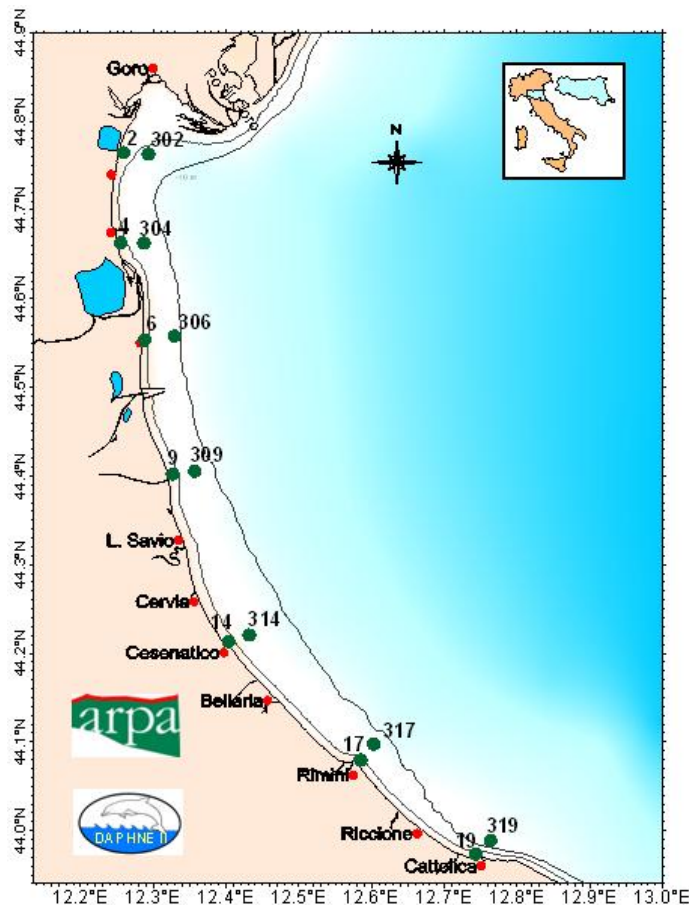 44.9°N
Goro
44.8°N
N
2 302
44.7°N
4 304
44.6°N
6 306
44.5°N
9 309
44.4°N
L. Savio
44.3°N
Cervia
14 314
44.2°N
Cesenatico
Bellaria
arpa
44.1°N
17 317
Rimini
Riccione
44.0°N
319
DAPHNE II
19
Cattolica
12.2°E 12.3°E 12.4°E 12.5°E 12.6°E 12.7°E 12.8°E 12.9°E 13.0°E